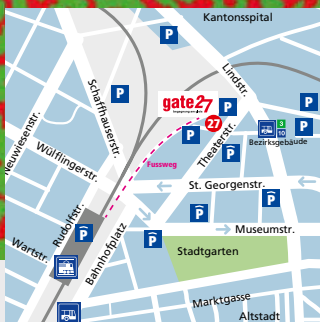 Kantonsspital
P
Lindstr.
P
P
Schaffhauserstr.
gate27
P
P
27
3
10
P
Bezirksgebäude
Neuwiesenstr.
Theaterstr.
P
P
Wülflingerstr.
Fussweg
St. Georgenstr.
P
P
Rudolfstr.
P
P
Museumstr.
Wartstr.
Bahnhofplatz
Stadtgarten
Marktgasse
Altstadt